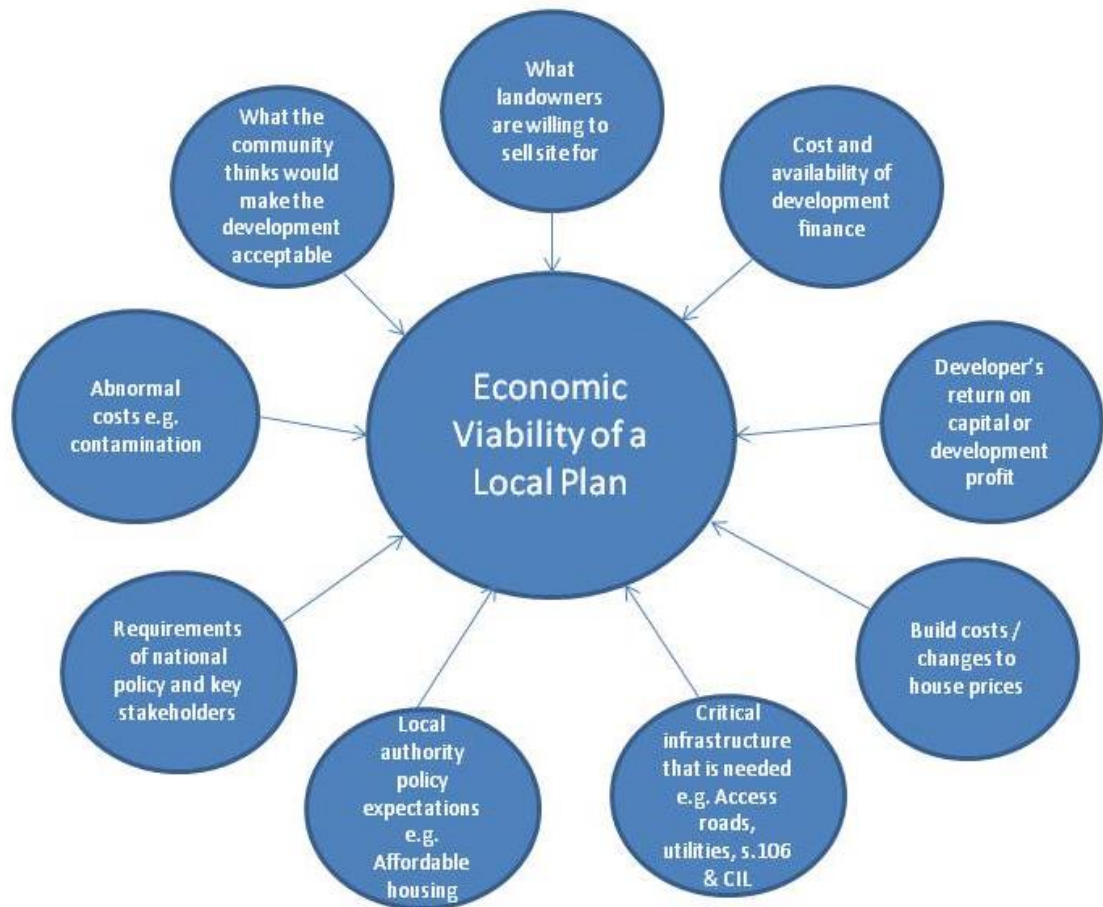 What
landowners
are willing to
sell site for
Cost and
availability of
development
finance
Developer's
return on
capital or
development
profit
Build costs /
changes to
house prices
Critical
infrastructure
that is needed
e.g. Access
roads,
utilities, s.106
& CIL
Local
authority
policy
expectations
e.g.
Affordable
housing
Requirements
of national
policy and key
stakeholders
Abnormal
costs e.g.
contamination
What the
community
thinks would
make the
development
acceptable
Economic
Viability of a
Local Plan